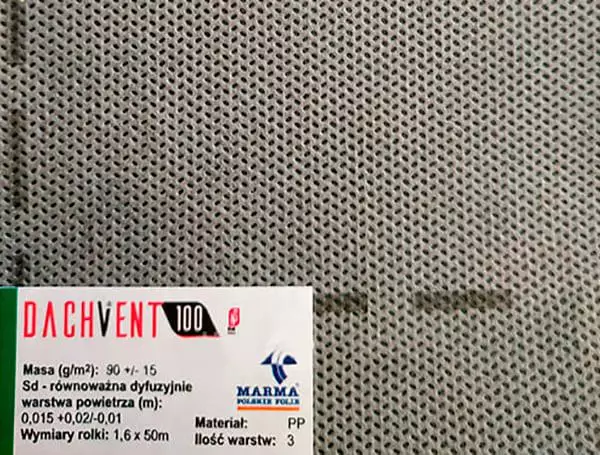 DACHVENT 100
Masa (g/m²): 90 +/- 15
Sd - równoważna dyfuzyjnie
warstwa powietrza (m):
0,015 +0,02/-0,01
Wymiary rolki: 1,6 x 50m
MARMA
POLSKIE FOLIE
Materiał: PP
Ilość warstw: 3